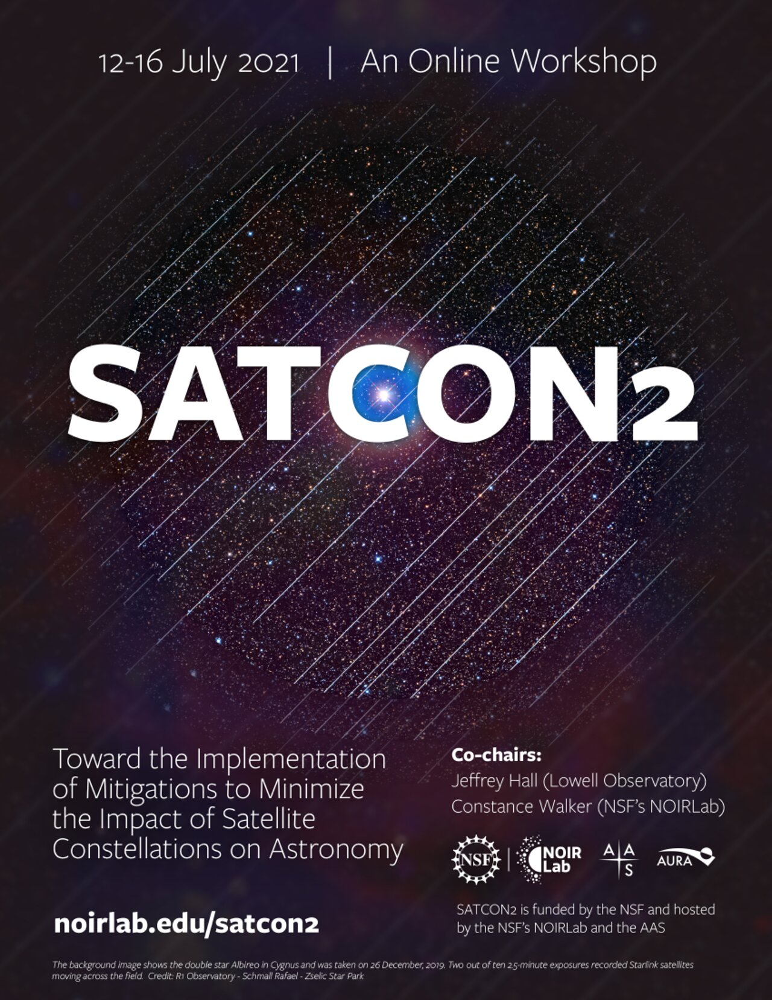 12-16 July 2021 | An Online Workshop
SATCON2
Toward the Implementation
of Mitigations to Minimize
the Impact of Satellite
Constellations on Astronomy
noirlab.edu/satcon2
Co-chairs:
Jeffrey Hall (Lowell Observatory)
Constance Walker (NSF's NOIRLab)
NSF
NOIR
Lab
AA
S
AURA
SATCON2 is funded by the NSF and hosted
by the NSF's NOIRLab and the AAS
The background image shows the double star Albireo in Cygnus and was taken on 26 December, 2019. Two out of ten 2.5-minute exposures recorded Starlink satellites
moving across the field. Credit: R1 Observatory - Schmall Rafael - Zselic Star Park